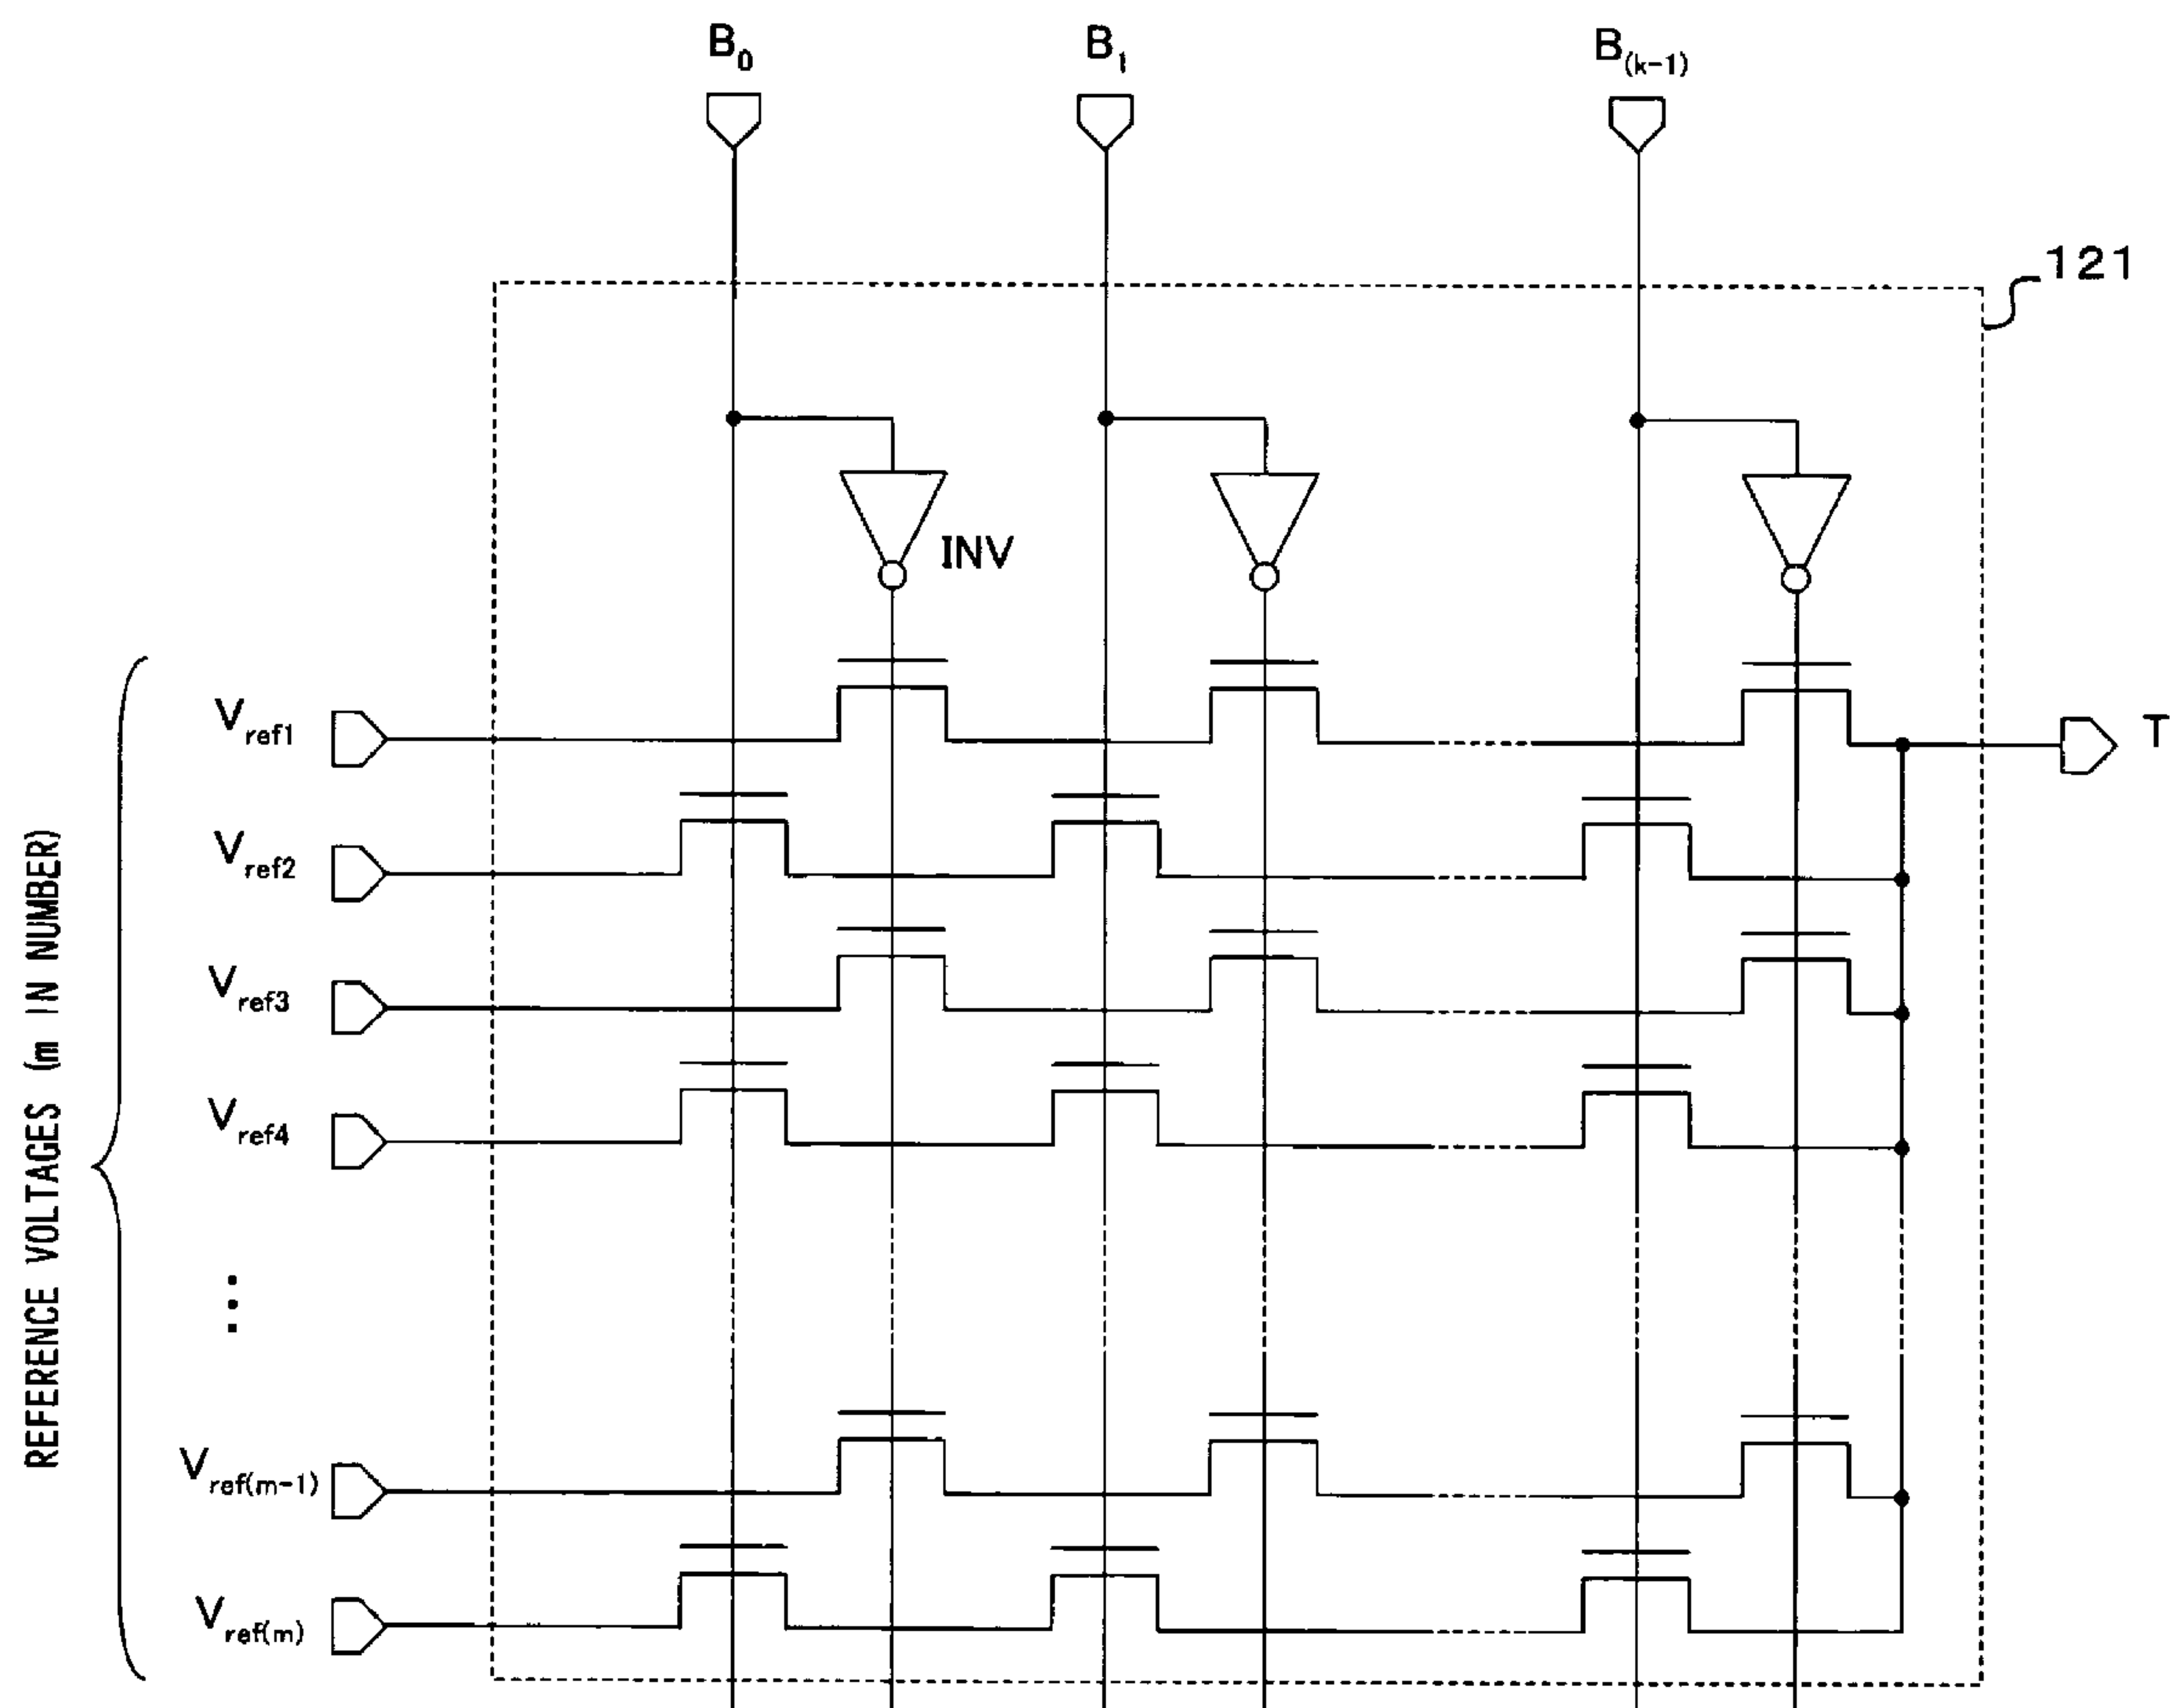 B0
B1
B(k-1)
121
INV
Vref1
T
Vref2
Vref3
Vref4
⋮
Vref(m-1)
Vref(m)
REFERENCE VOLTAGES (m IN NUMBER)